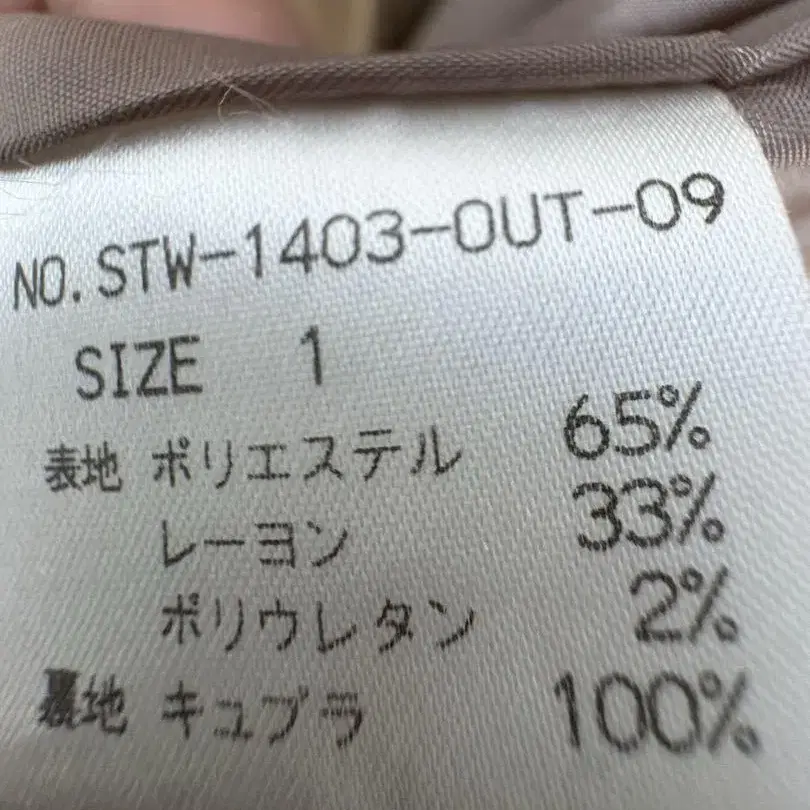 NO.STW-1403-OUT-09
SIZE 1
表地 ポリエステル 65%
レーヨン 33%
ポリウレタン 2%
裏地 キュプラ 100%